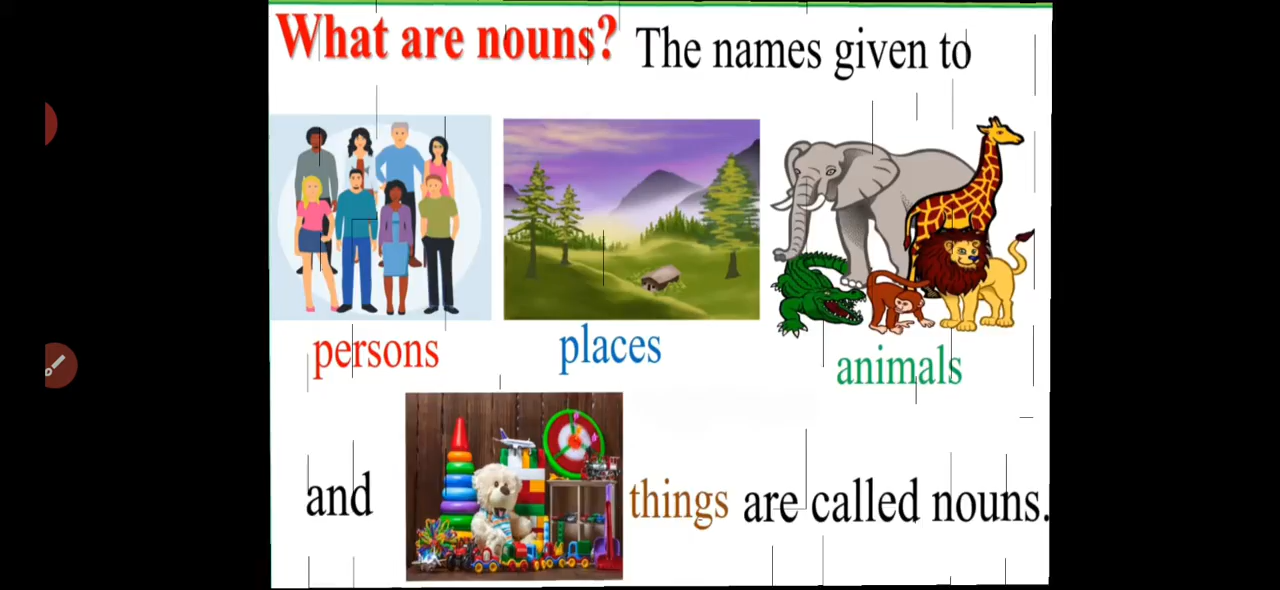 What are nouns? The names given to
persons places animals
and things are called nouns.